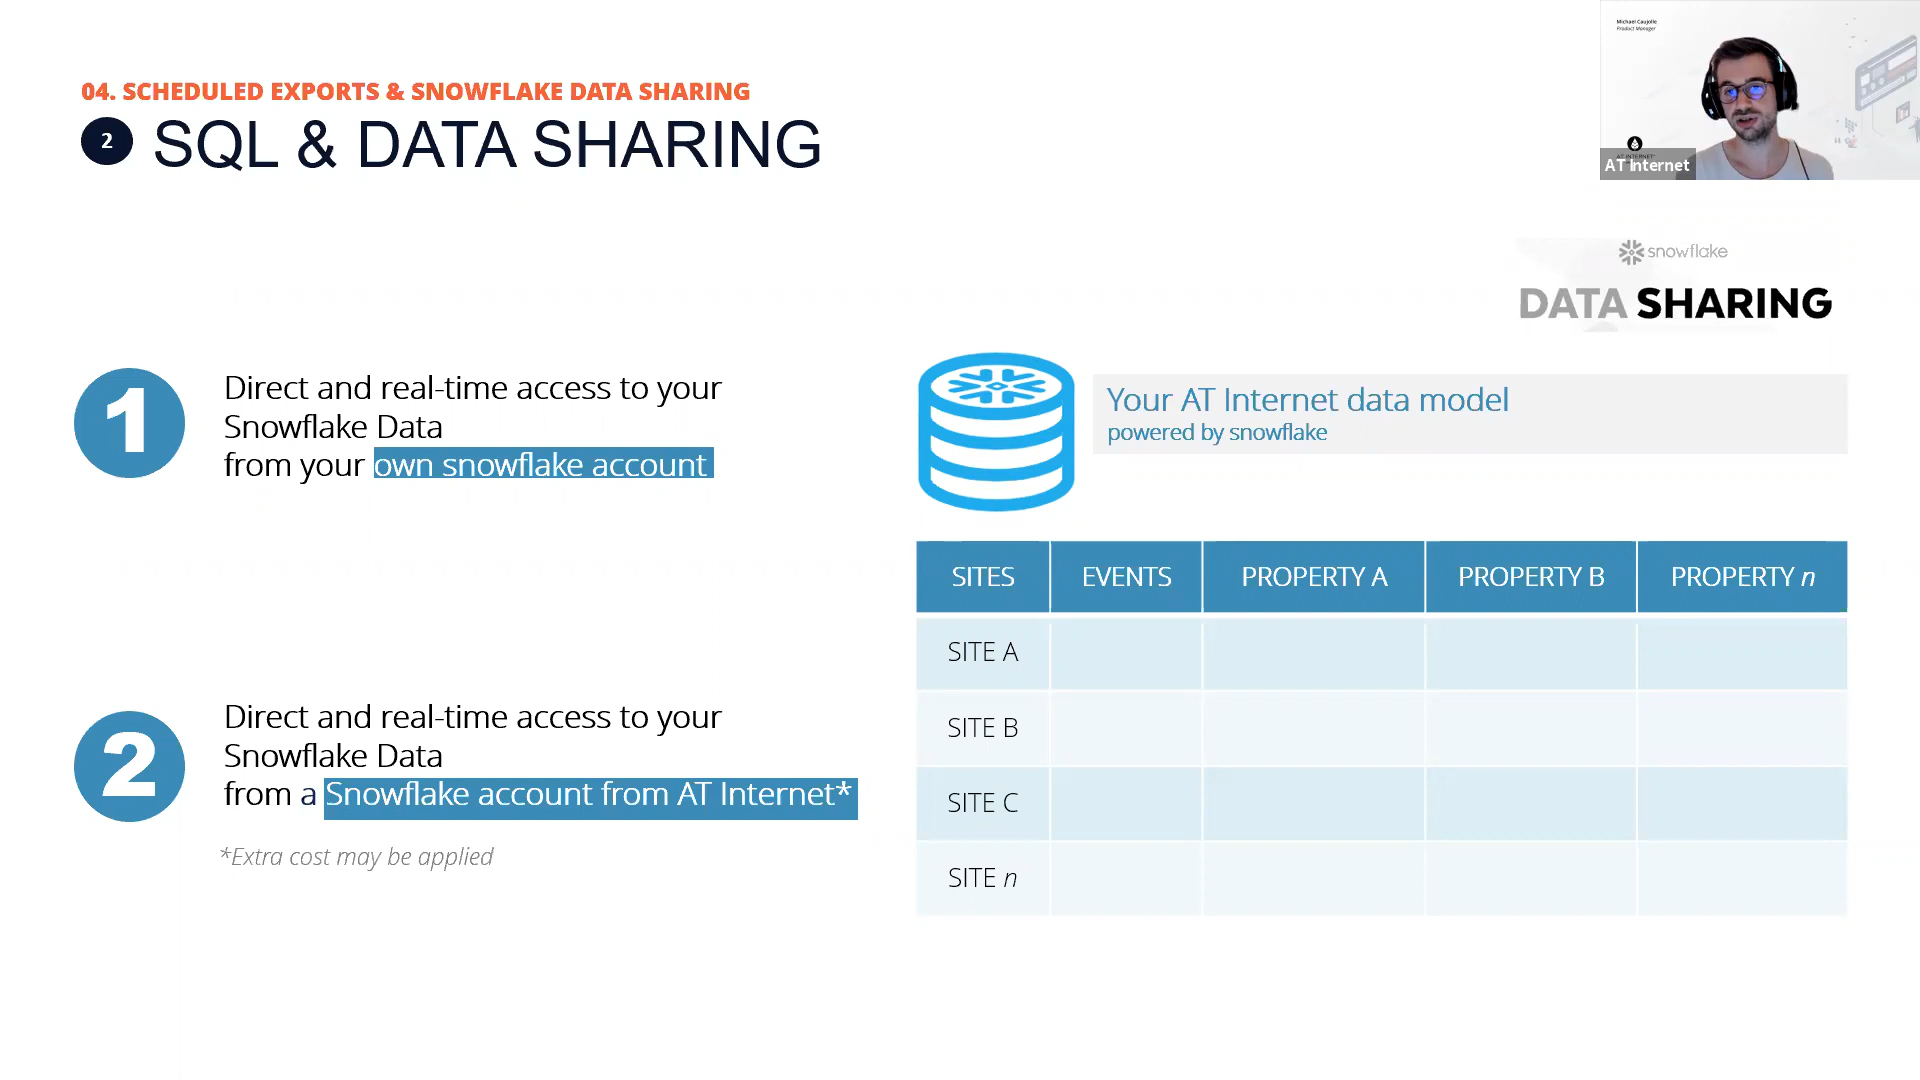 Michael Caujolle
Product Manager
AT Internet
04. SCHEDULED EXPORTS & SNOWFLAKE DATA SHARING
2 SQL & DATA SHARING
snowflake
DATA SHARING
1
Direct and real-time access to your
Snowflake Data
from your own snowflake account
2
Direct and real-time access to your
Snowflake Data
from a Snowflake account from AT Internet*
*Extra cost may be applied
Your AT Internet data model
powered by snowflake
SITES EVENTS PROPERTY A PROPERTY B PROPERTY n
SITE A
SITE B
SITE C
SITE n